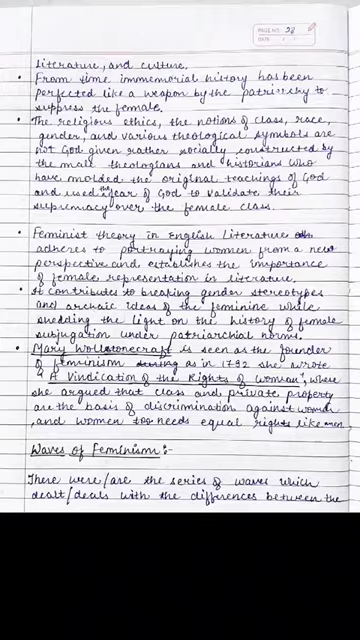 PAGE NO. 28
DATE
literature, and culture.
• From time immemorial history has been
perfected like a weapon by the patriarchy to
suppress the female.
• The religious ethics, the notions of class, race,
gender, and various theological symbols are
not God given rather socially constructed by
the male theologians and historians who
have molded the original teachings of God
and used the fear of God to validate their
supremacy over the female class.
• Feminist theory in English Literature
adheres to portraying women from a new
perspective and establishes the importance
of female representation in literature.
• It contributes to breaking gender stereotypes
and archaic ideas of the feminine while
shedding the light on the history of female
subjugation under patriarchial norms.
• Mary Wollstonecraft is seen as the founder
of feminism as in 1792 she wrote
"A Vindication of the Rights of Woman", where
she argued that class and private property
are the basis of discrimination against women
, and women too needs equal rights like men.
Waves of Feminism:-
There were/are the series of waves which
dealt/deals with the differences between the